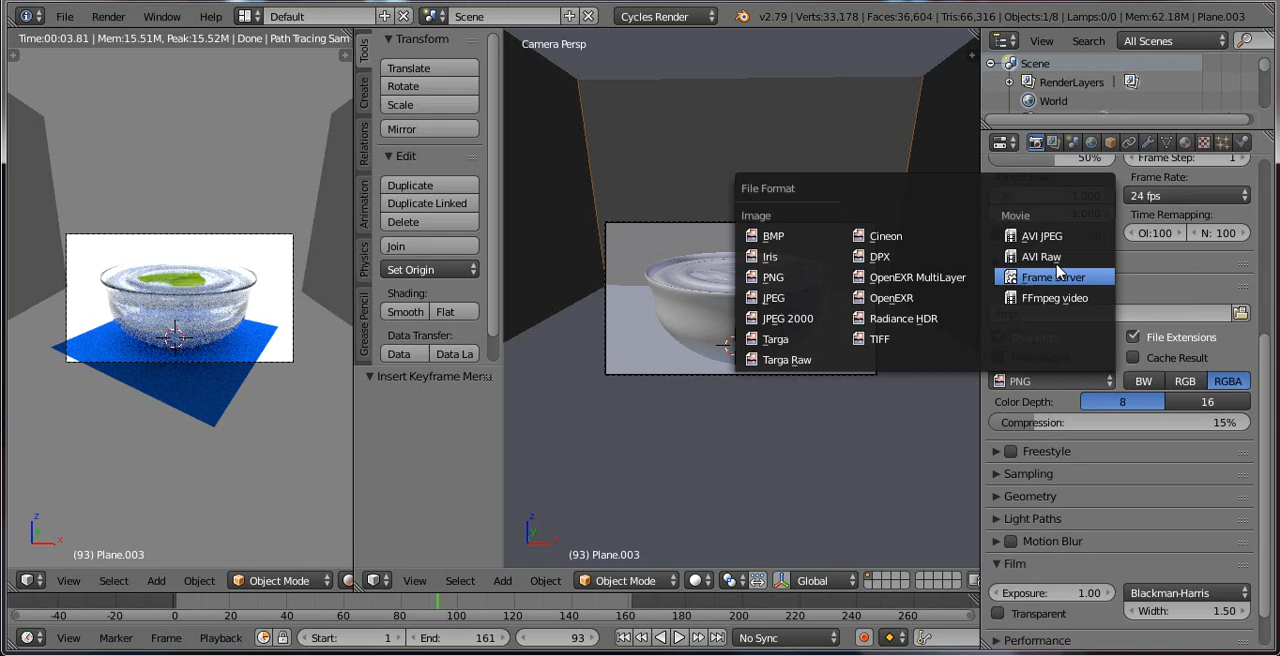 File Render Window Help Default Scene Cycles Render v2.79 | Verts:33,178 | Faces:36,604 | Tris:66,316 | Objects:1/8 | Lamps:0/0 | Mem:62.18M | Plane.003
Time:00:03.81 | Mem:15.51M, Peak:15.52M | Done | Path Tracing Sam
Tools
Create
Relations
Animation
Physics
Grease Pencil
Transform
Translate
Rotate
Scale
Mirror
Edit
Duplicate
Duplicate Linked
Delete
Join
Set Origin
Shading:
Smooth Flat
Data Transfer:
Data Data La
Insert Keyframe Menu
Camera Persp
File Format
Image
BMP
Iris
PNG
JPEG
JPEG 2000
Targa
Targa Raw
Cineon
DPX
OpenEXR MultiLayer
OpenEXR
Radiance HDR
TIFF
Movie
AVI JPEG
AVI Raw
Frame Server
FFmpeg video
View Search All Scenes
Scene
RenderLayers
World
50% Frame Step: 1
Frame Rate:
24 fps
Time Remapping:
Ol:100 N: 100
File Extensions
Cache Result
PNG BW RGB RGBA
Color Depth: 8 16
Compression: 15%
Freestyle
Sampling
Geometry
Light Paths
Motion Blur
Film
Exposure: 1.00 Blackman-Harris
Transparent Width: 1.50
Performance
z
y
x
(93) Plane.003
z
y
x
(93) Plane.003
View Select Add Object Object Mode
View Select Add Object Object Mode Global
-40 -20 0 20 40 60 80 100 120 140 160 180 200 220 240 260
View Marker Frame Playback Start: 1 End: 161 93 No Sync